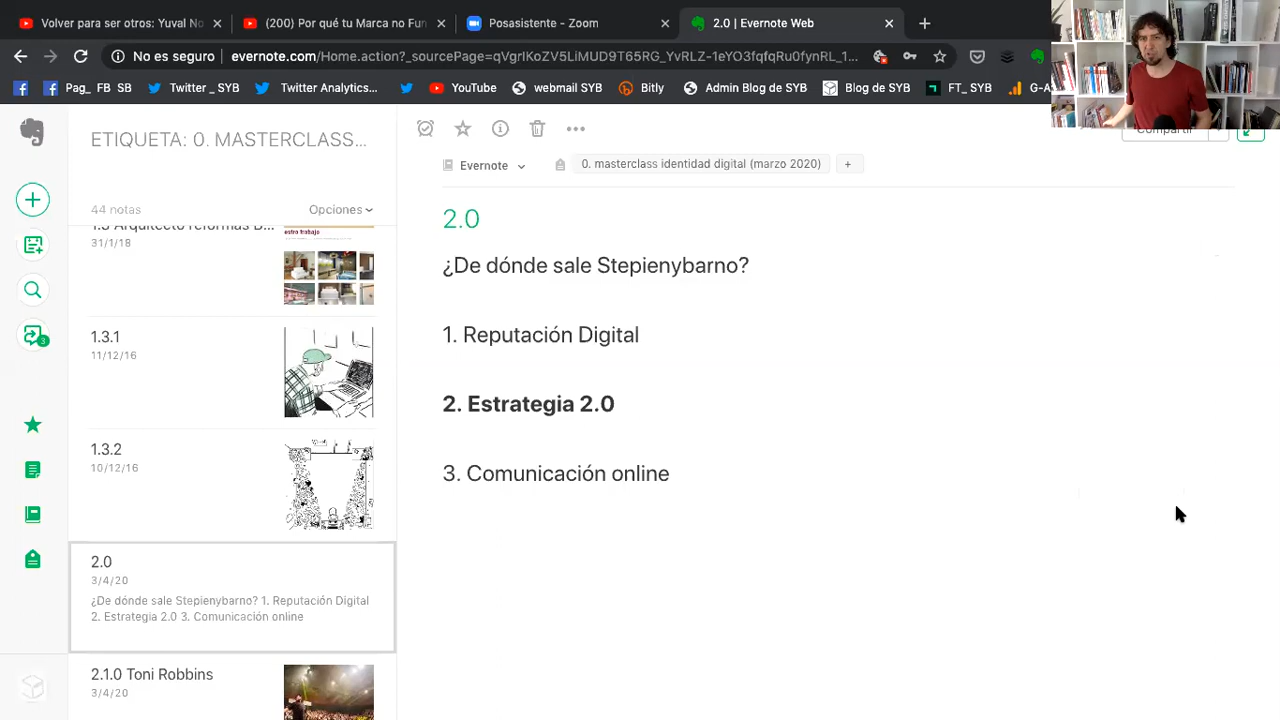 Volver para ser otros: Yuval No
(200) Por qué tu Marca no Fun
Posasistente - Zoom
2.0 | Evernote Web
No es seguro
evernote.com/Home.action?_sourcePage=qVgrIKoZV5LiMUD9T65RG_YvRLZ-1eYO3fqfqRu0fynRL_1...
Pag_ FB SB
Twitter _ SYB
Twitter Analytics...
YouTube
webmail SYB
Bitly
Admin Blog de SYB
Blog de SYB
FT_ SYB
G-A
ETIQUETA: 0. MASTERCLASS...
44 notas
Opciones
1.3 Arquitecto reformas B...
31/1/18
1.3.1
11/12/16
1.3.2
10/12/16
2.0
3/4/20
¿De dónde sale Stepienybarno? 1. Reputación Digital
2. Estrategia 2.0 3. Comunicación online
2.1.0 Toni Robbins
3/4/20
3
Compartir
Evernote
0. masterclass identidad digital (marzo 2020)
+
2.0
¿De dónde sale Stepienybarno?
1. Reputación Digital
2. Estrategia 2.0
3. Comunicación online